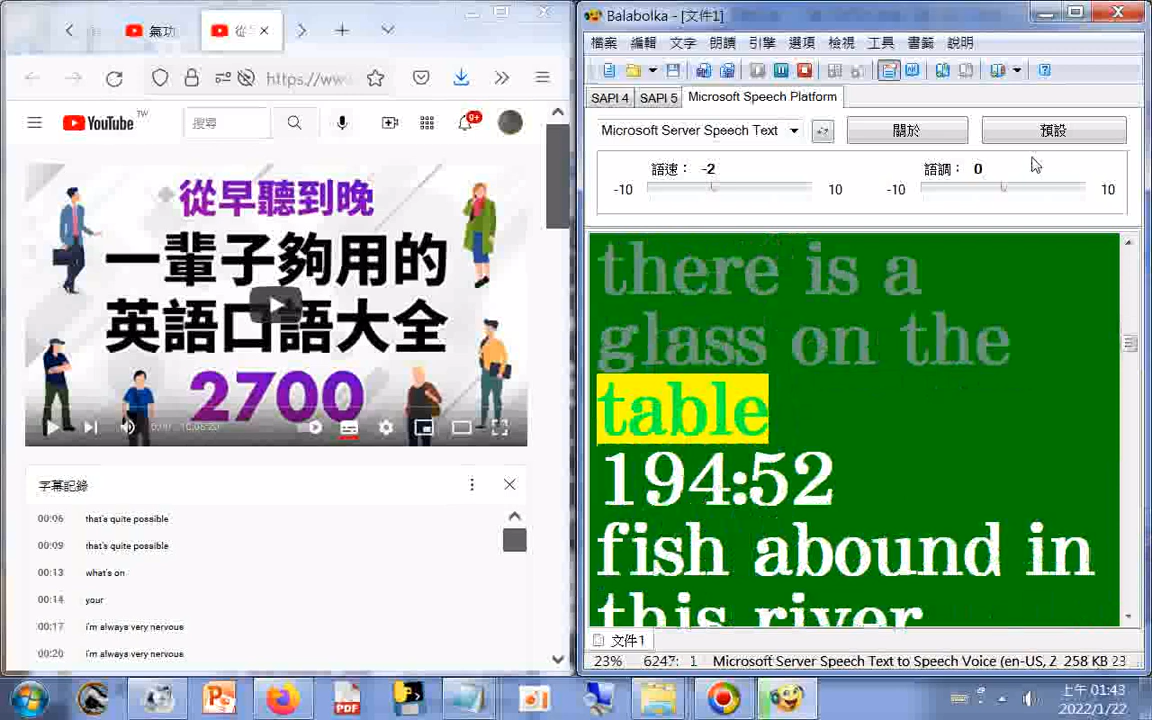 氣功
從
https://www
YouTube TW
搜尋
9+
從早聽到晚
一輩子夠用的
英語口語大全
2700
字幕記錄
00:06 that's quite possible
00:09 that's quite possible
00:13 what's on
00:14 your
00:17 i'm always very nervous
00:20 i'm always very nervous
Balabolka - [文件1]
檔案 編輯 文字 朗讀 引擎 選項 檢視 工具 書籤 說明
SAPI 4 SAPI 5 Microsoft Speech Platform
Microsoft Server Speech Text
關於
預設
語速： -2
語調： 0
-10 10 -10 10
there is a
glass on the
table
194:52
fish abound in
this river
文件1
23% 6247: 1 Microsoft Server Speech Text to Speech Voice (en-US, 2 258 KB 23
PDF
上午 01:43
2022/1/22